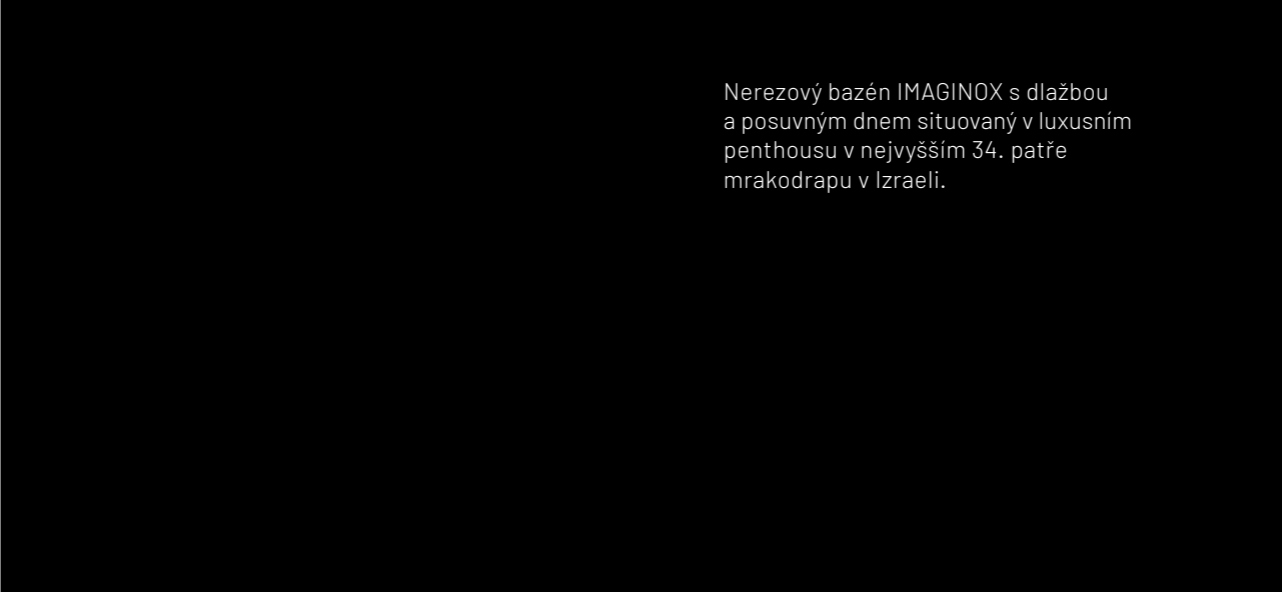 Nerezový bazén IMAGINOX s dlažbou
a posuvným dnem situovaný v luxusním
penthousu v nejvyšším 34. patře
mrakodrapu v Izraeli.